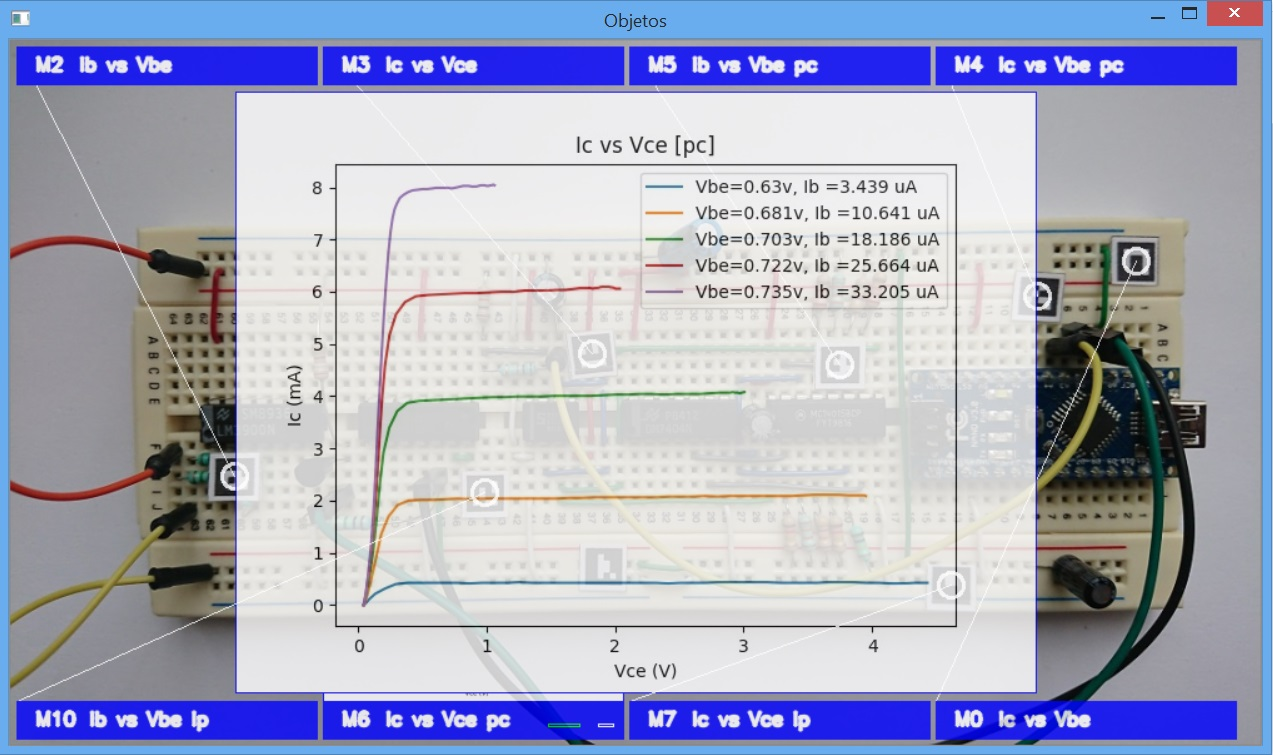 Objetos
M2 Ib vs Vbe
M3 Ic vs Vce
M5 Ib vs Vbe pc
M4 Ic vs Vbe pc
Ic vs Vce [pc]
Vbe=0.63v, Ib =3.439 uA
Vbe=0.681v, Ib =10.641 uA
Vbe=0.703v, Ib =18.186 uA
Vbe=0.722v, Ib =25.664 uA
Vbe=0.735v, Ib =33.205 uA
Ic (mA)
8
7
6
5
4
3
2
1
0
0 1 2 3 4
Vce (V)
M10 Ib vs Vbe lp
M6 Ic vs Vce pc
M7 Ic vs Vce lp
M0 Ic vs Vbe
A
B
C
D
E